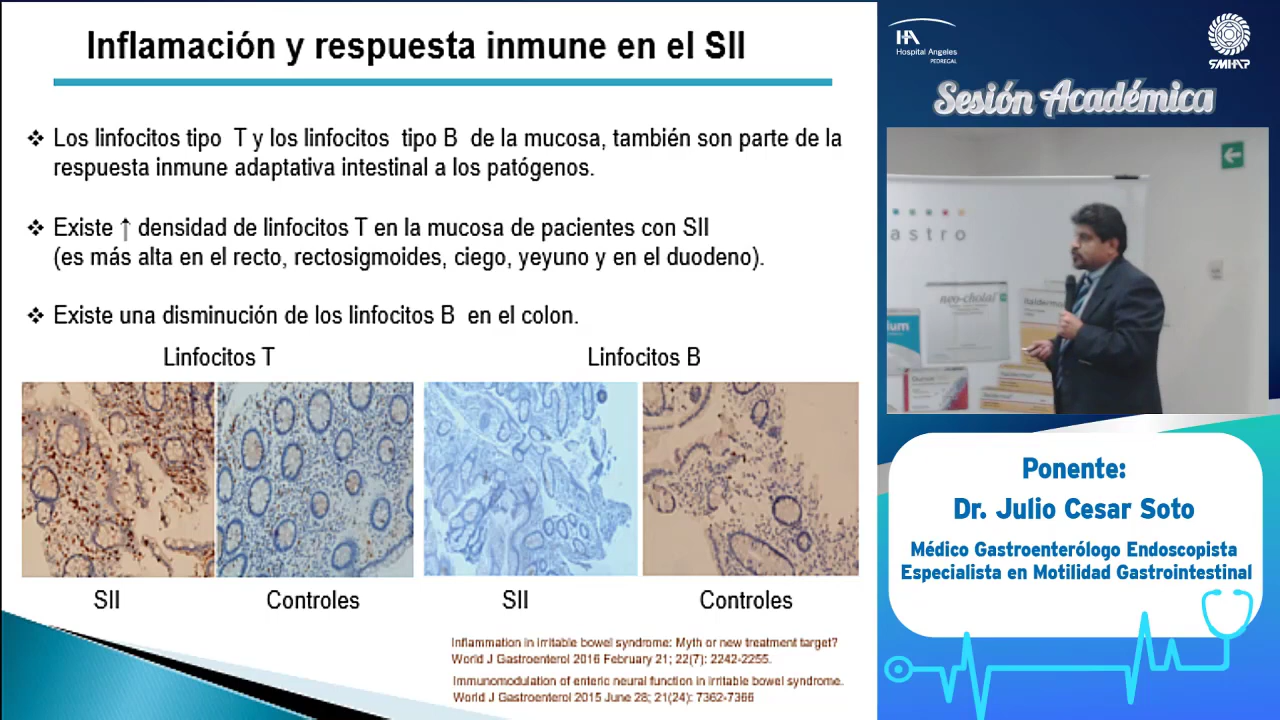 Inflamación y respuesta inmune en el SII
❖ Los linfocitos tipo T y los linfocitos tipo B de la mucosa, también son parte de la
respuesta inmune adaptativa intestinal a los patógenos.
❖ Existe ↑ densidad de linfocitos T en la mucosa de pacientes con SII
(es más alta en el recto, rectosigmoides, ciego, yeyuno y en el duodeno).
❖ Existe una disminución de los linfocitos B en el colon.
Linfocitos T
Linfocitos B
SII
Controles
SII
Controles
Inflammation in irritable bowel syndrome: Myth or new treatment target?
World J Gastroenterol 2016 February 21; 22(7): 2242-2255.
Immunomodulation of enteric neural function in irritable bowel syndrome.
World J Gastroenterol 2015 June 28; 21(24): 7362-7366
HA
Hospital Angeles
PEDREGAL
SMHAP
Sesión Académica
astro
neo-cholal
Ponente:
Dr. Julio Cesar Soto
Médico Gastroenterólogo Endoscopista
Especialista en Motilidad Gastrointestinal